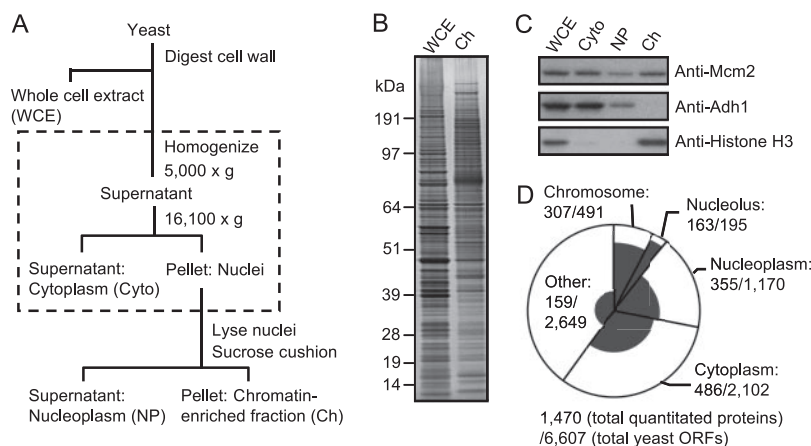 A
Yeast
Digest cell wall
Whole cell extract
(WCE)
Homogenize
5,000 x g
Supernatant
16,100 x g
Supernatant:
Cytoplasm (Cyto)
Pellet: Nuclei
Lyse nuclei
Sucrose cushion
Supernatant:
Nucleoplasm (NP)
Pellet: Chromatin-
enriched fraction (Ch)
B
WCE
Ch
kDa
191
97
64
51
39
28
19
14
C
WCE
Cyto
NP
Ch
Anti-Mcm2
Anti-Adh1
Anti-Histone H3
D
Chromosome:
307/491
Nucleolus:
163/195
Nucleoplasm:
355/1,170
Other:
159/
2,649
Cytoplasm:
486/2,102
1,470 (total quantitated proteins)
/6,607 (total yeast ORFs)